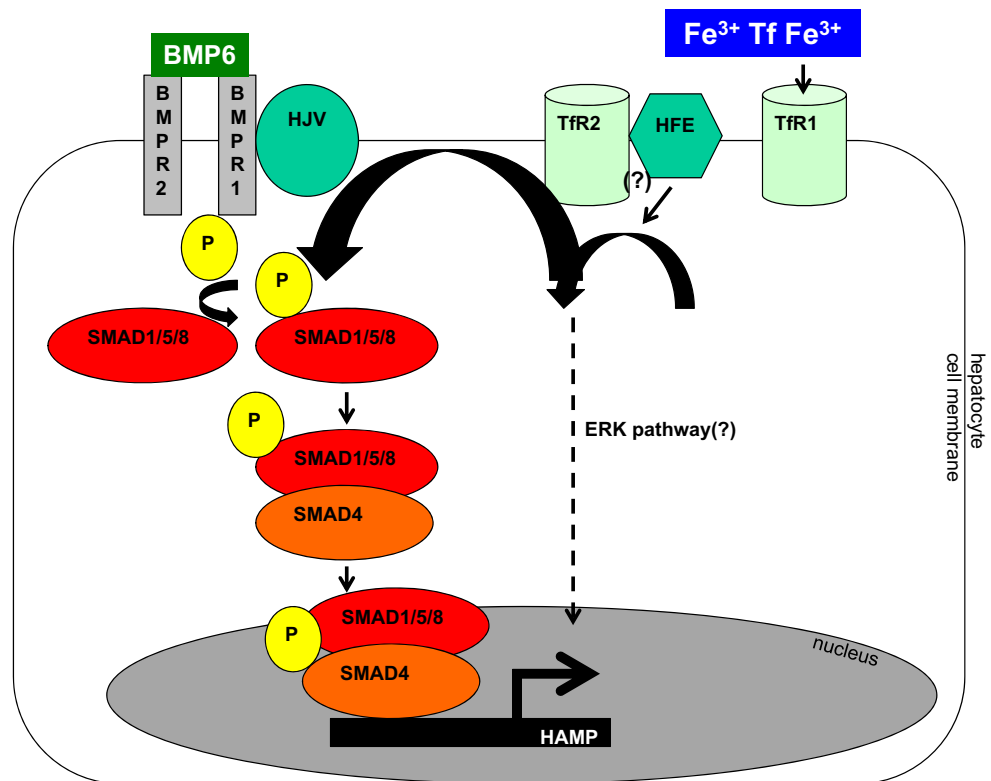 Fe³⁺ Tf Fe³⁺
BMP6
B
M
P
R
2
B
M
P
R
1
HJV
TfR2
HFE
TfR1
(?)
P
P
SMAD1/5/8
SMAD1/5/8
hepatocyte
cell membrane
P
ERK pathway(?)
SMAD1/5/8
SMAD4
SMAD1/5/8
P
nucleus
SMAD4
HAMP